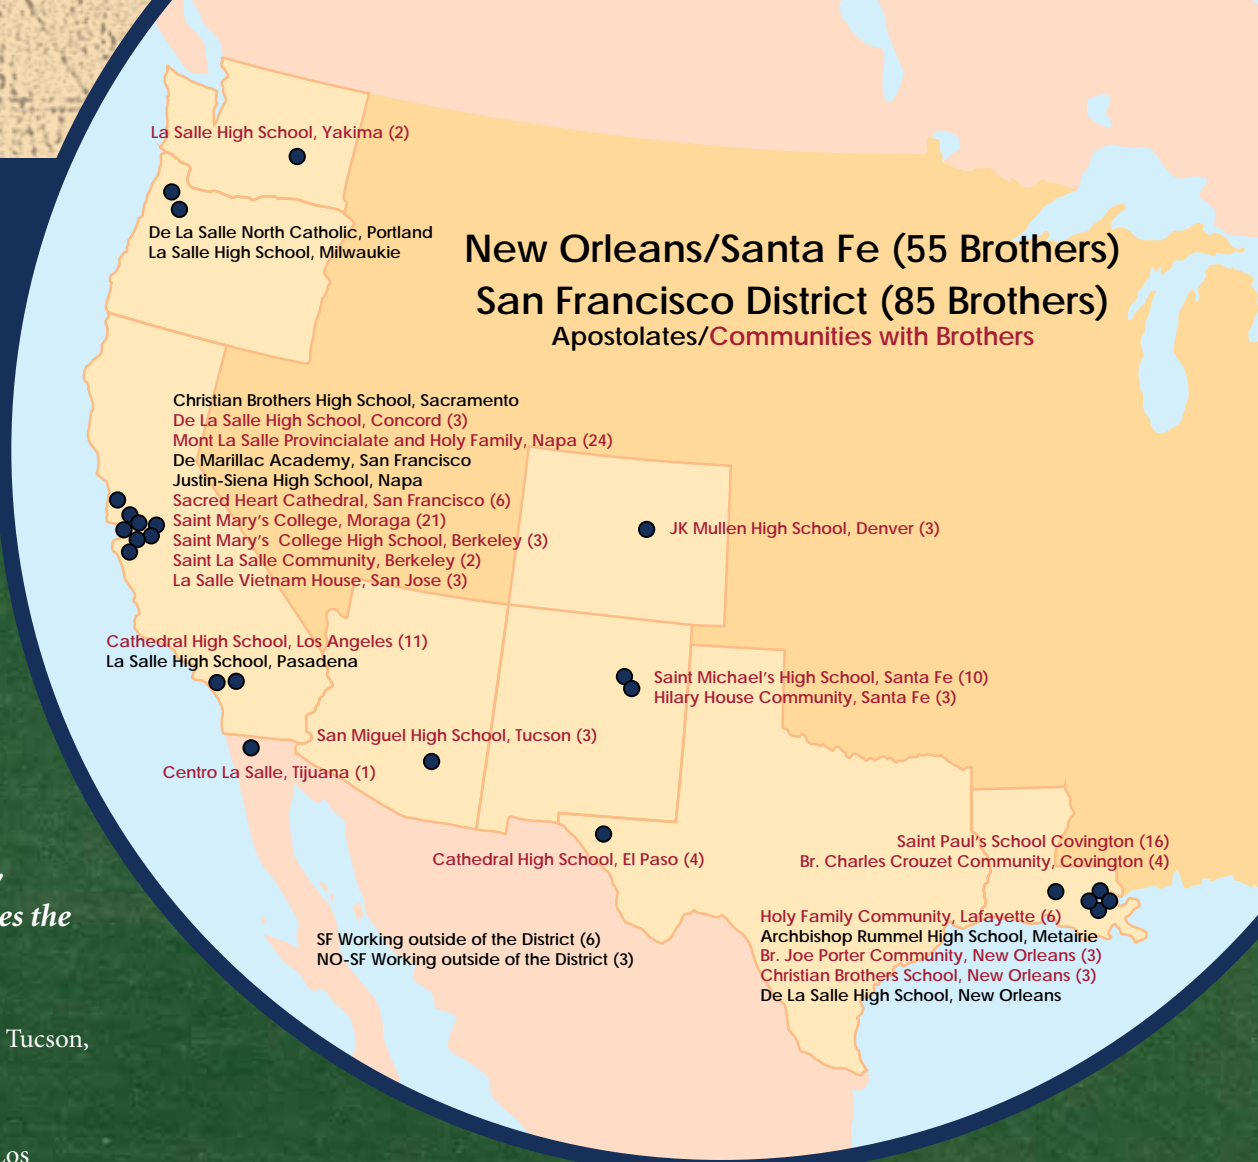 La Salle High School, Yakima (2)
De La Salle North Catholic, Portland
La Salle High School, Milwaukie
New Orleans/Santa Fe (55 Brothers)
San Francisco District (85 Brothers)
Apostolates/Communities with Brothers
Christian Brothers High School, Sacramento
De La Salle High School, Concord (3)
Mont La Salle Provincialate and Holy Family, Napa (24)
De Marillac Academy, San Francisco
Justin-Siena High School, Napa
Sacred Heart Cathedral, San Francisco (6)
Saint Mary's College, Moraga (21)
Saint Mary's College High School, Berkeley (3)
Saint La Salle Community, Berkeley (2)
La Salle Vietnam House, San Jose (3)
JK Mullen High School, Denver (3)
Cathedral High School, Los Angeles (11)
La Salle High School, Pasadena
Saint Michael's High School, Santa Fe (10)
Hilary House Community, Santa Fe (3)
San Miguel High School, Tucson (3)
Centro La Salle, Tijuana (1)
Cathedral High School, El Paso (4)
Saint Paul's School Covington (16)
Br. Charles Crouzet Community, Covington (4)
Holy Family Community, Lafayette (6)
Archbishop Rummel High School, Metairie
Br. Joe Porter Community, New Orleans (3)
Christian Brothers School, New Orleans (3)
De La Salle High School, New Orleans
SF Working outside of the District (6)
NO-SF Working outside of the District (3)
es the
Tucson,
Los